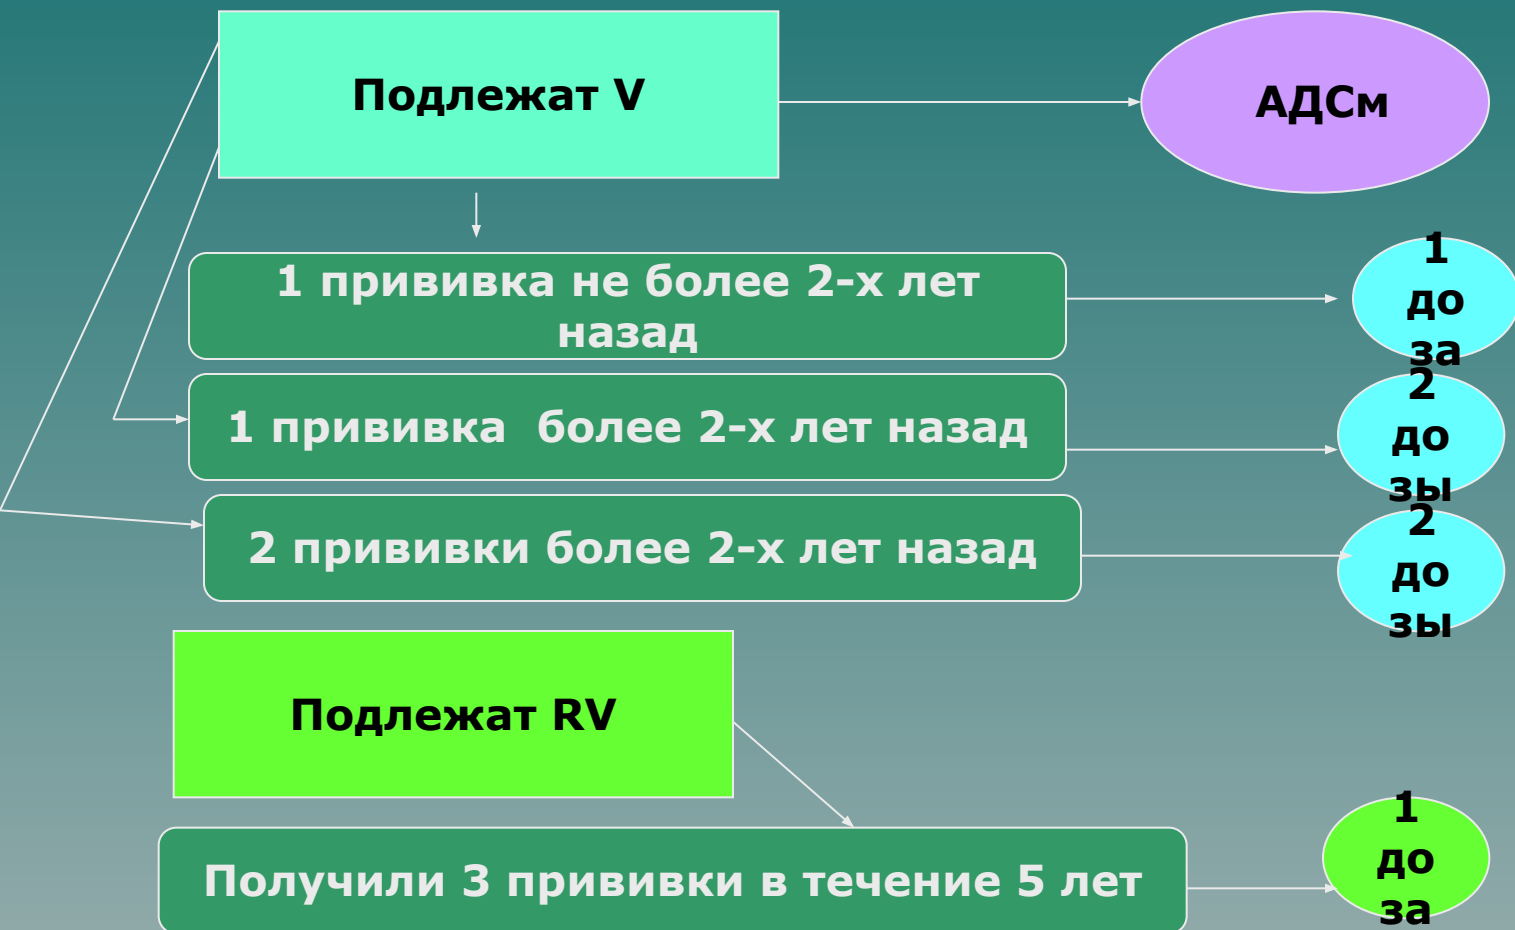 Подлежат V
АДСм
1 прививка не более 2-х лет
назад
1
до
за
1 прививка  более 2-х лет назад
2
до
зы
2 прививки более 2-х лет назад
2
до
зы
Подлежат RV
Получили 3 прививки в течение 5 лет
1
до
за